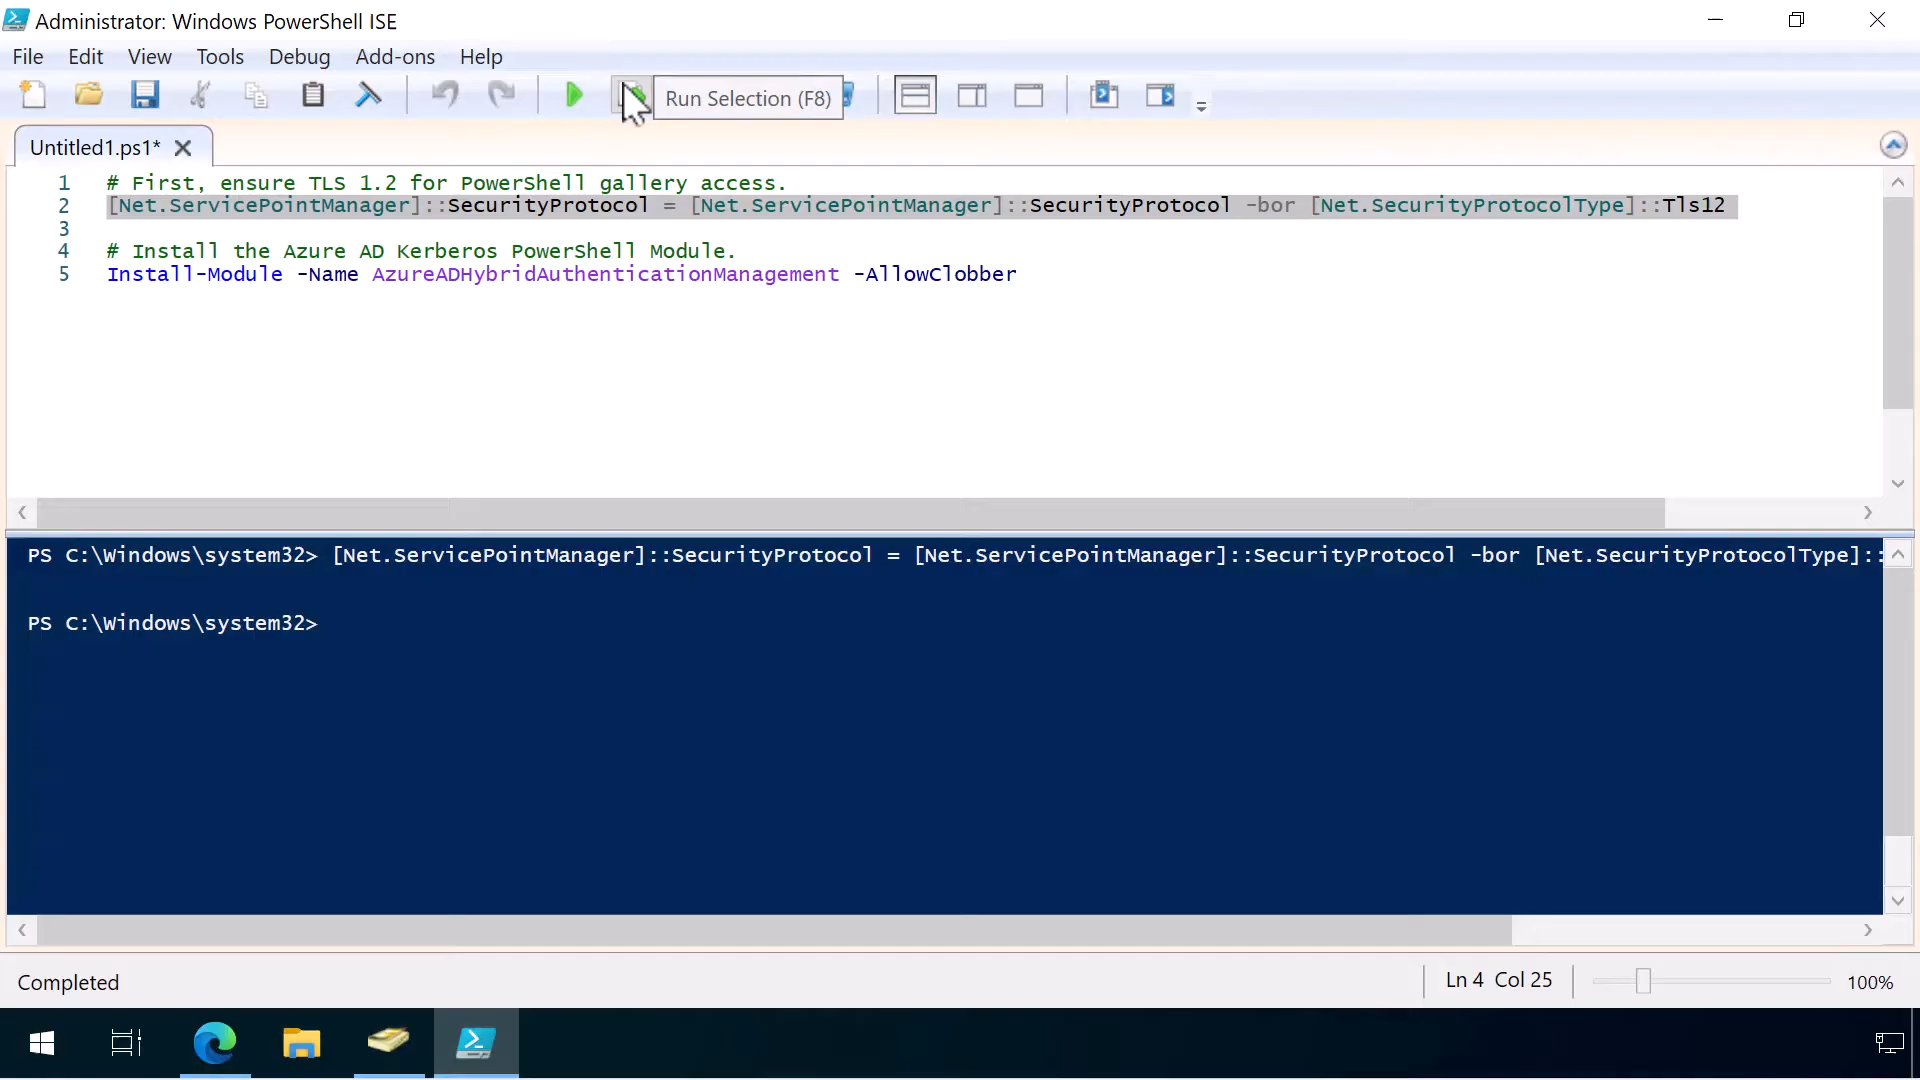 Administrator: Windows PowerShell ISE
File Edit View Tools Debug Add-ons Help
Run Selection (F8)
Untitled1.ps1*
1 # First, ensure TLS 1.2 for PowerShell gallery access.
2 [Net.ServicePointManager]::SecurityProtocol = [Net.ServicePointManager]::SecurityProtocol -bor [Net.SecurityProtocolType]::Tls12
3
4 # Install the Azure AD Kerberos PowerShell Module.
5 Install-Module -Name AzureADHybridAuthenticationManagement -AllowClobber
PS C:\Windows\system32> [Net.ServicePointManager]::SecurityProtocol = [Net.ServicePointManager]::SecurityProtocol -bor [Net.SecurityProtocolType]::
PS C:\Windows\system32>
Completed
Ln 4 Col 25
100%